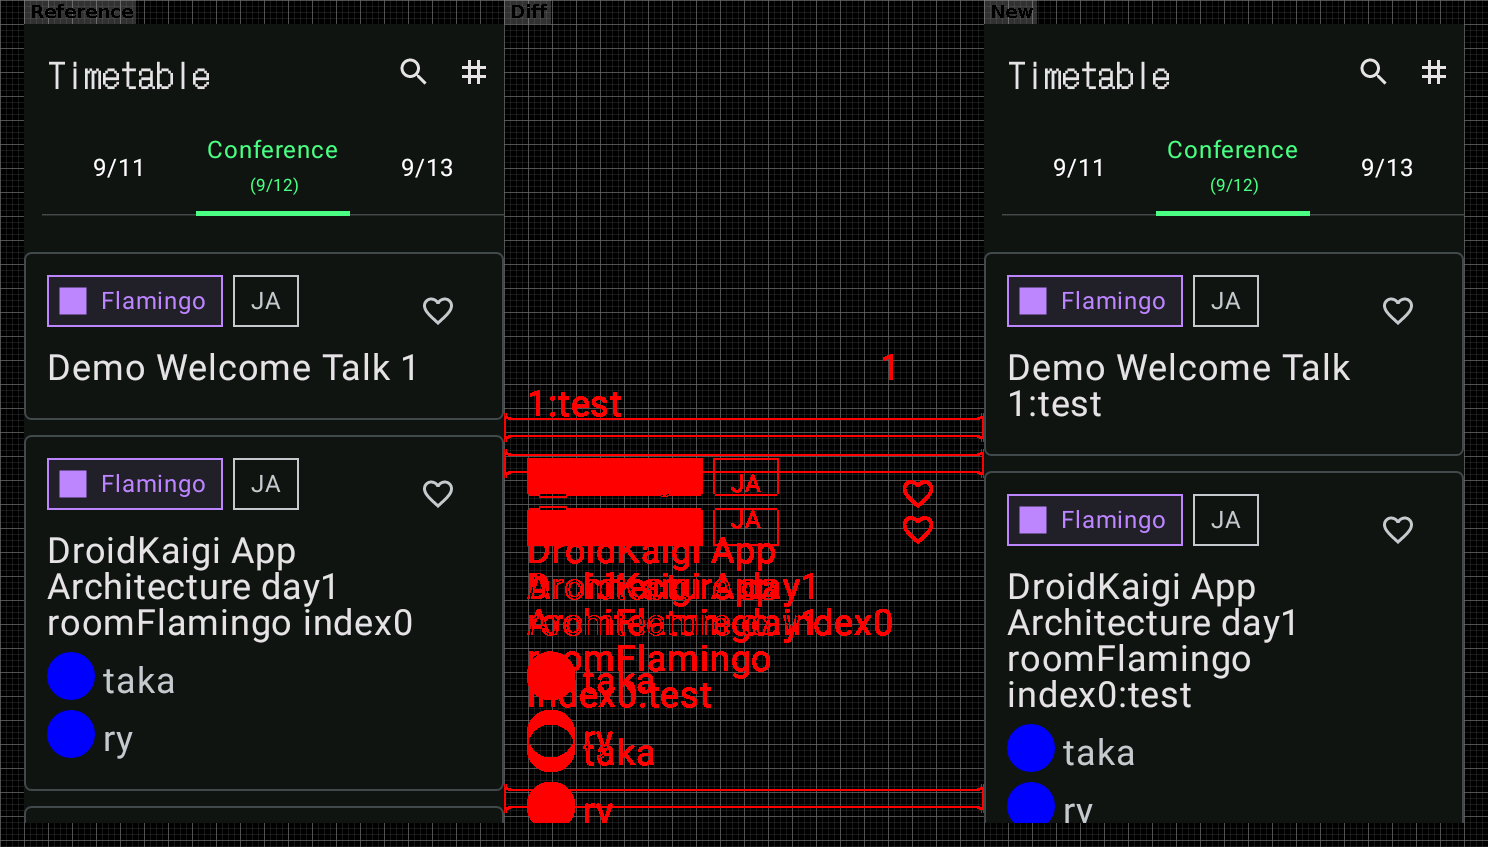 Reference
Timetable
9/11
Conference
(9/12)
9/13
Flamingo
JA
Demo Welcome Talk 1
Flamingo
JA
DroidKaigi App
Architecture day1
roomFlamingo index0
taka
ry
Diff
1
1:test
JA
JA
DroidKaigi App
roomFlamingo
index0:test
taka
ry
taka
ry
New
Timetable
9/11
Conference
(9/12)
9/13
Flamingo
JA
Demo Welcome Talk
1:test
Flamingo
JA
DroidKaigi App
Architecture day1
roomFlamingo
index0:test
taka
ry